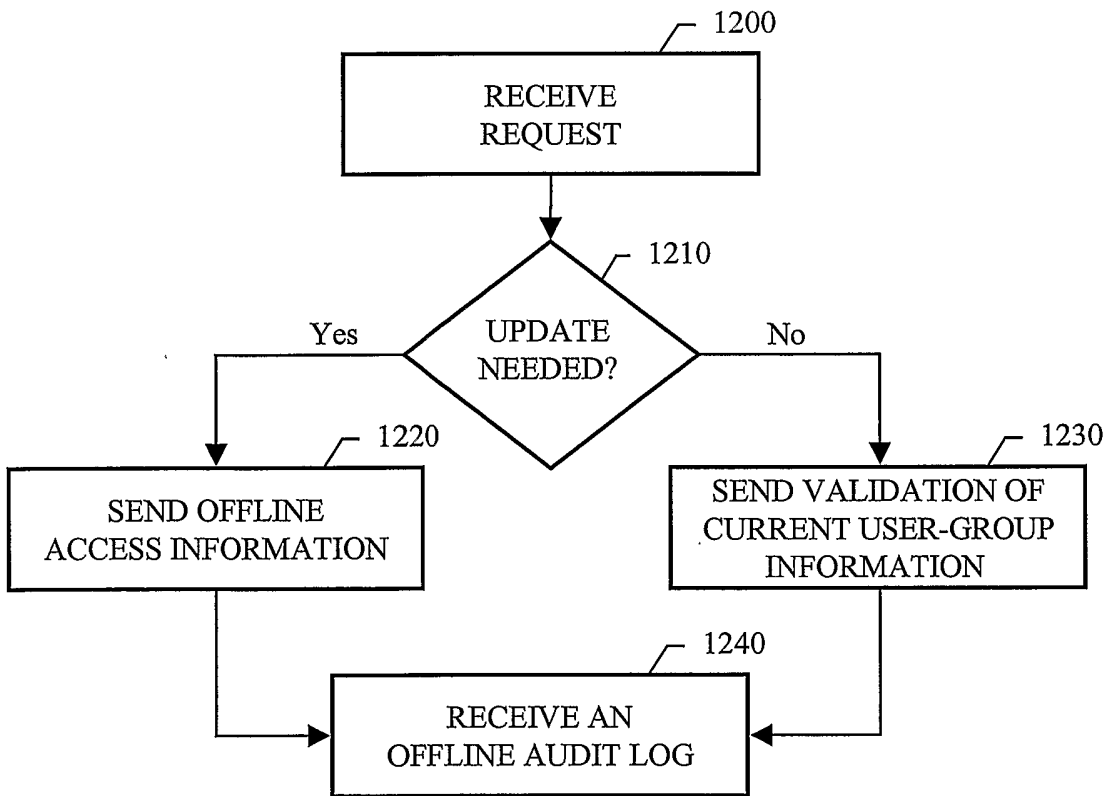 1200
RECEIVE
REQUEST
1210
UPDATE
NEEDED?
Yes
No
1220
SEND OFFLINE
ACCESS INFORMATION
1230
SEND VALIDATION OF
CURRENT USER-GROUP
INFORMATION
1240
RECEIVE AN
OFFLINE AUDIT LOG